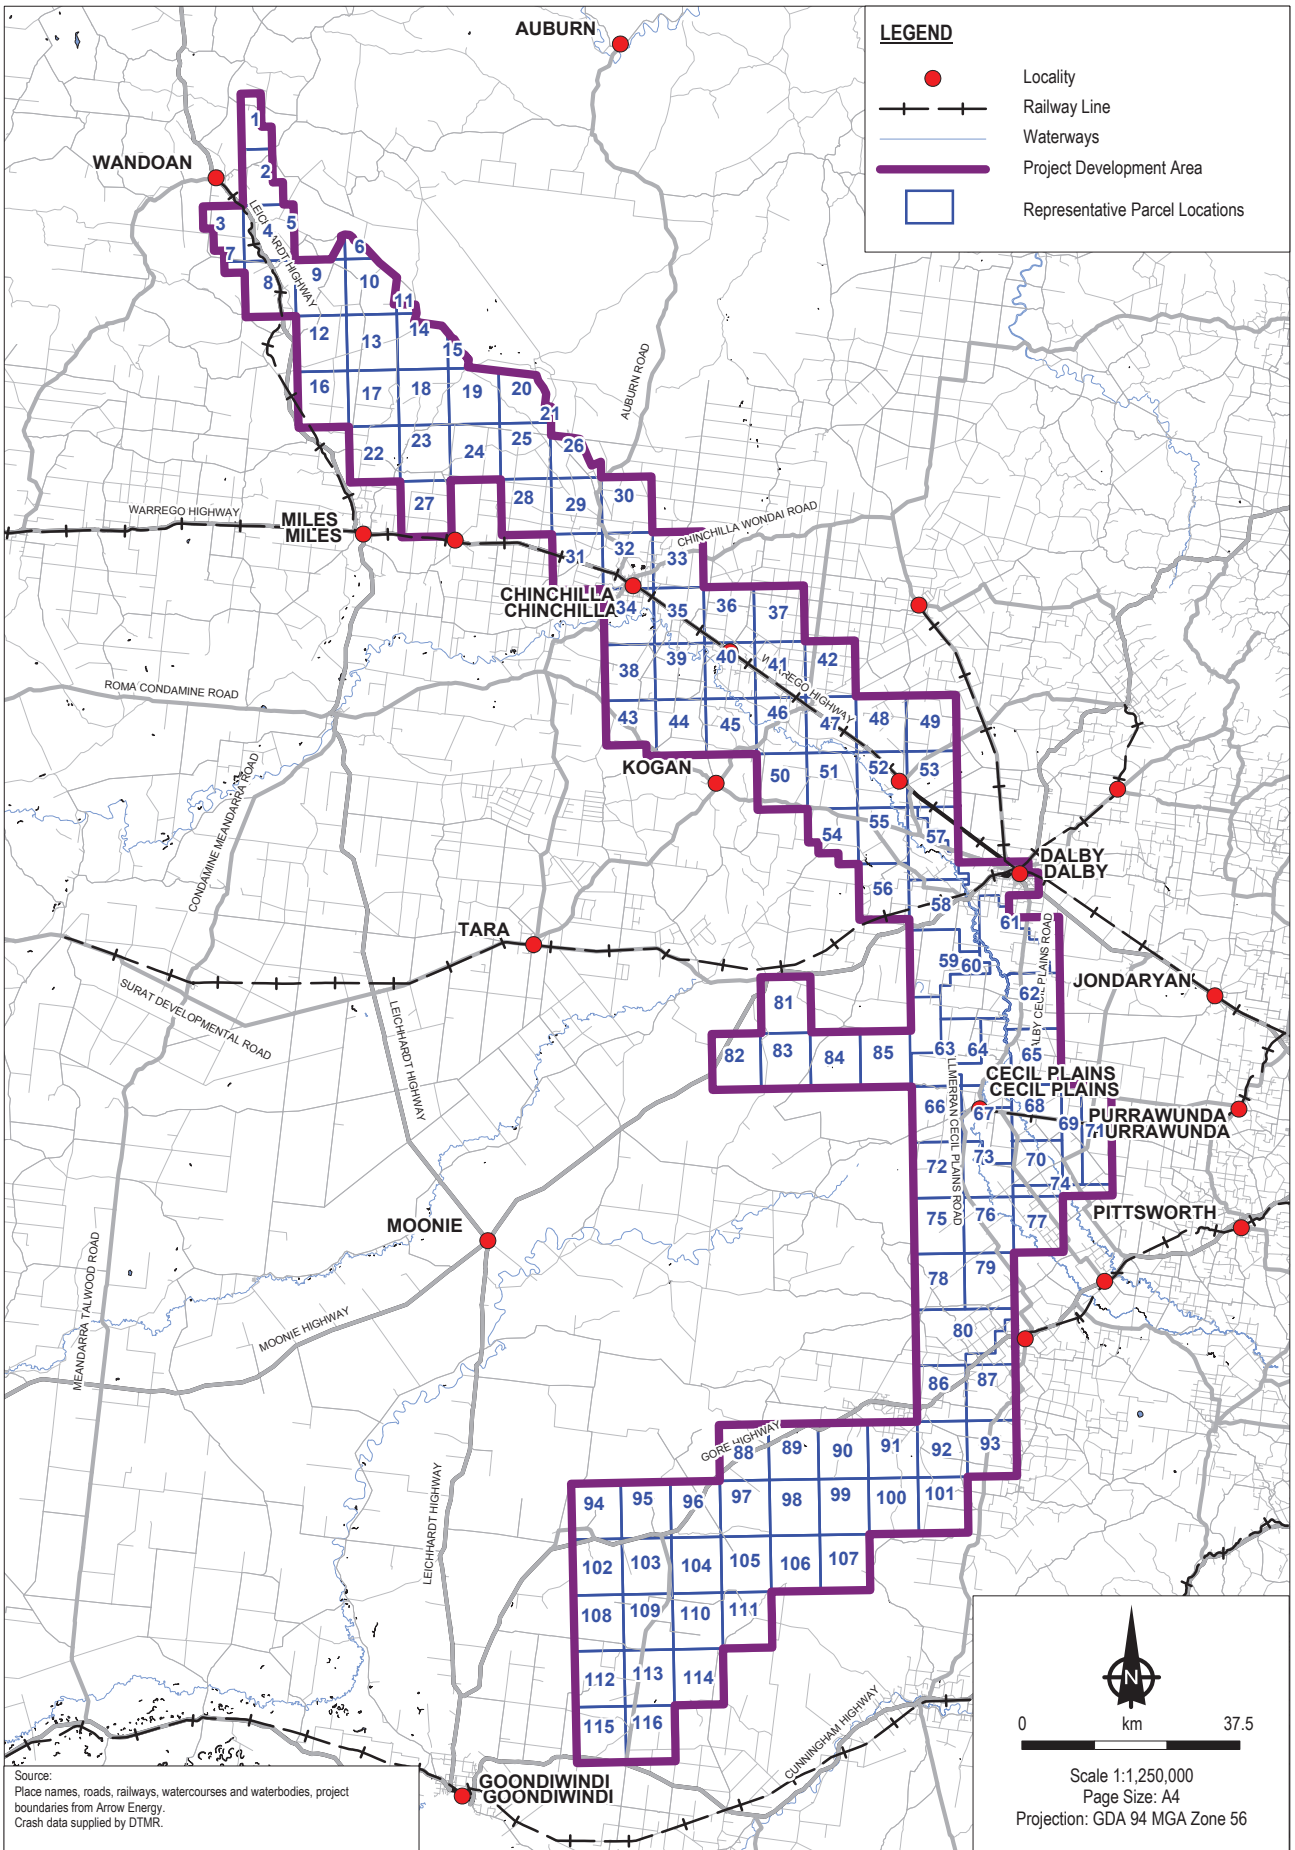 AUBURN
LEGEND
Locality
Railway Line
Waterways
Project Development Area
Representative Parcel Locations
WANDOAN
LEICHHARDT HIGHWAY
1
2
3
4
5
6
7
8
9
10
11
12
13
14
15
16
17
18
19
20
21
22
23
24
25
26
27
28
29
30
31
32
33
AUBURN ROAD
WARREGO HIGHWAY
MILES
MILES
CHINCHILLA WONDAI ROAD
CHINCHILLA
CHINCHILLA
34
35
36
37
38
39
40
41
42
WARREGO HIGHWAY
43
44
45
46
47
48
49
ROMA CONDAMINE ROAD
CONDAMINE MEANDARRA ROAD
KOGAN
50
51
52
53
54
55
56
57
58
DALBY
DALBY
TARA
59
60
61
62
DALBY CECIL PLAINS ROAD
JONDARYAN
SURAT DEVELOPMENTAL ROAD
LEICHHARDT HIGHWAY
81
82
83
84
85
63
64
65
CECIL PLAINS
CECIL PLAINS
66
67
68
69
71
PURRAWUNDA
PURRAWUNDA
LLMERRAN CECIL PLAINS ROAD
70
72
73
74
75
76
77
PITTSWORTH
MOONIE
78
79
80
MOONIE HIGHWAY
MEANDARRA TALWOOD ROAD
86
87
GORE HIGHWAY
88
89
90
91
92
93
94
95
96
97
98
99
100
101
LEICHHARDT HIGHWAY
102
103
104
105
106
107
108
109
110
111
112
113
114
115
116
CUNNINGHAM HIGHWAY
GOONDIWINDI
GOONDIWINDI
N
0 km 37.5
Scale 1:1,250,000
Page Size: A4
Projection: GDA 94 MGA Zone 56
Source:
Place names, roads, railways, watercourses and waterbodies, project
boundaries from Arrow Energy.
Crash data supplied by DTMR.